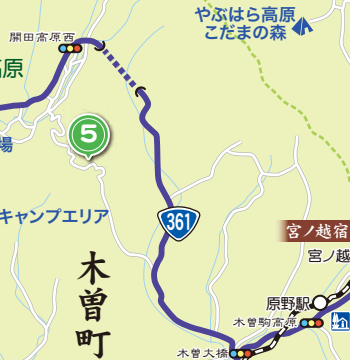 やぶはら高原
こだまの森
開田高原西
高原
5
場
キャンプエリア
361
宮ノ越宿
宮ノ越
木曽町
原野駅
木曽駒高原
木曽大橋